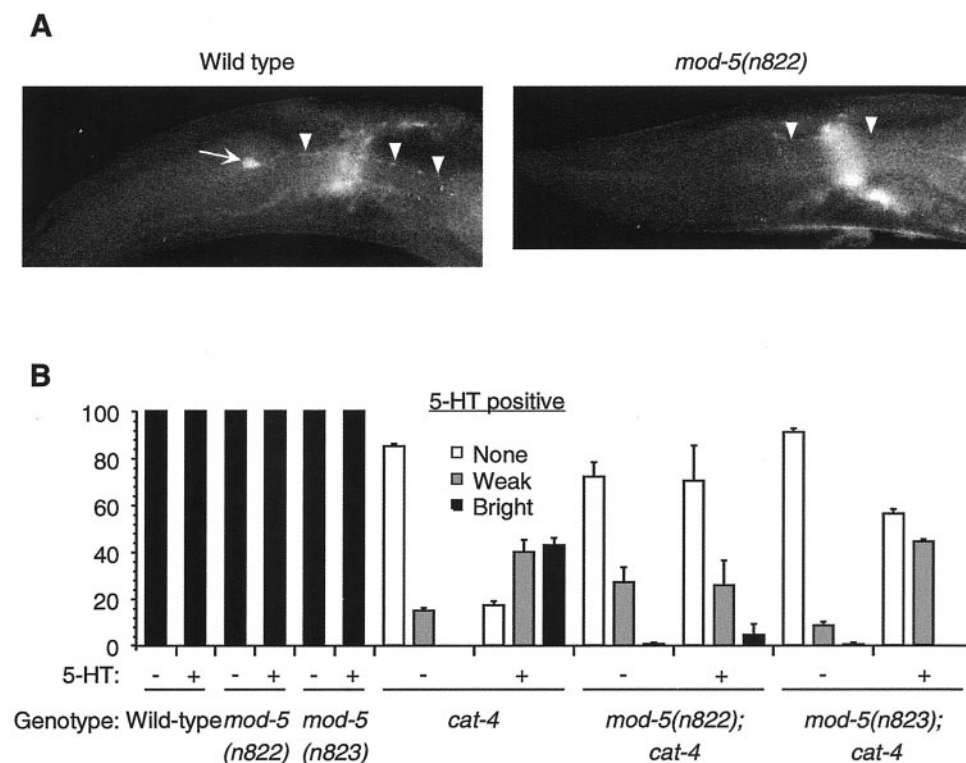 A
Wild type
mod-5(n822)
B
5-HT positive
None
Weak
Bright
100
80
60
40
20
0
5-HT: - + - + - + - + - + - +
Genotype: Wild-type mod-5 mod-5 cat-4 mod-5(n822); mod-5(n823);
(n822) (n823) cat-4 cat-4